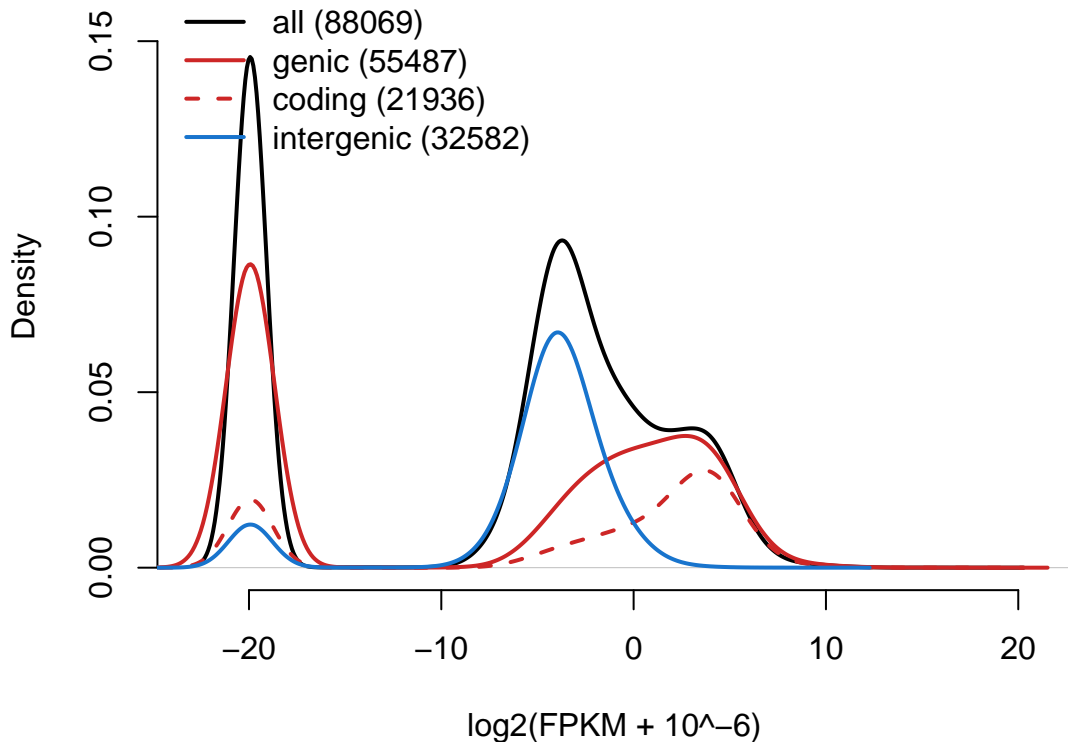 all (88069)
genic (55487)
coding (21936)
intergenic (32582)
Density
0.15
0.10
0.05
0.00
−20
−10
0
10
20
log2(FPKM + 10^−6)